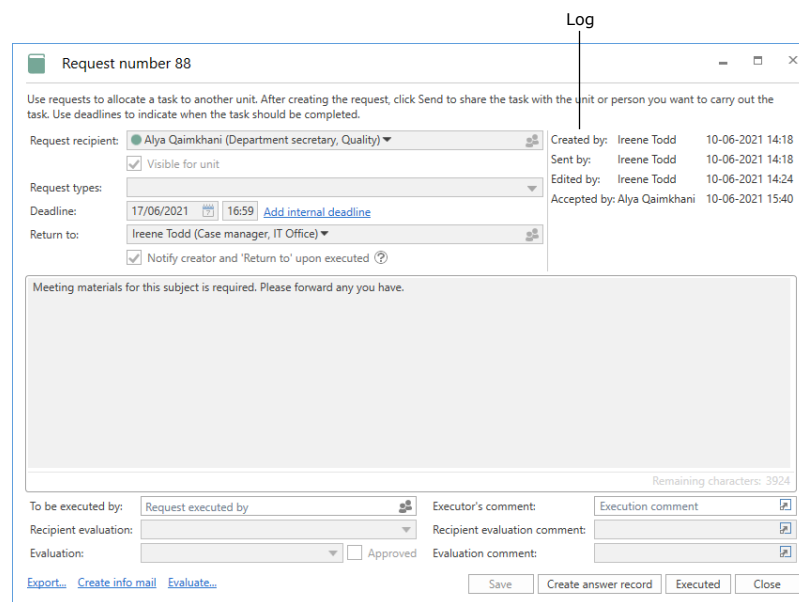 Log
Request number 88
Use requests to allocate a task to another unit. After creating the request, click Send to share the task with the unit or person you want to carry out the
task. Use deadlines to indicate when the task should be completed.
Request recipient: Alya Qaimkhani (Department secretary, Quality)
Visible for unit
Request types:
Deadline: 17/06/2021 16:59 Add internal deadline
Return to: Ireene Todd (Case manager, IT Office)
Notify creator and 'Return to' upon executed ?
Created by: Ireene Todd 10-06-2021 14:18
Sent by: Ireene Todd 10-06-2021 14:18
Edited by: Ireene Todd 10-06-2021 14:24
Accepted by: Alya Qaimkhani 10-06-2021 15:40
Meeting materials for this subject is required. Please forward any you have.
Remaining characters: 3924
To be executed by: Request executed by Executor's comment: Execution comment
Recipient evaluation: Recipient evaluation comment:
Evaluation: Approved Evaluation comment:
Export... Create info mail Evaluate... Save Create answer record Executed Close